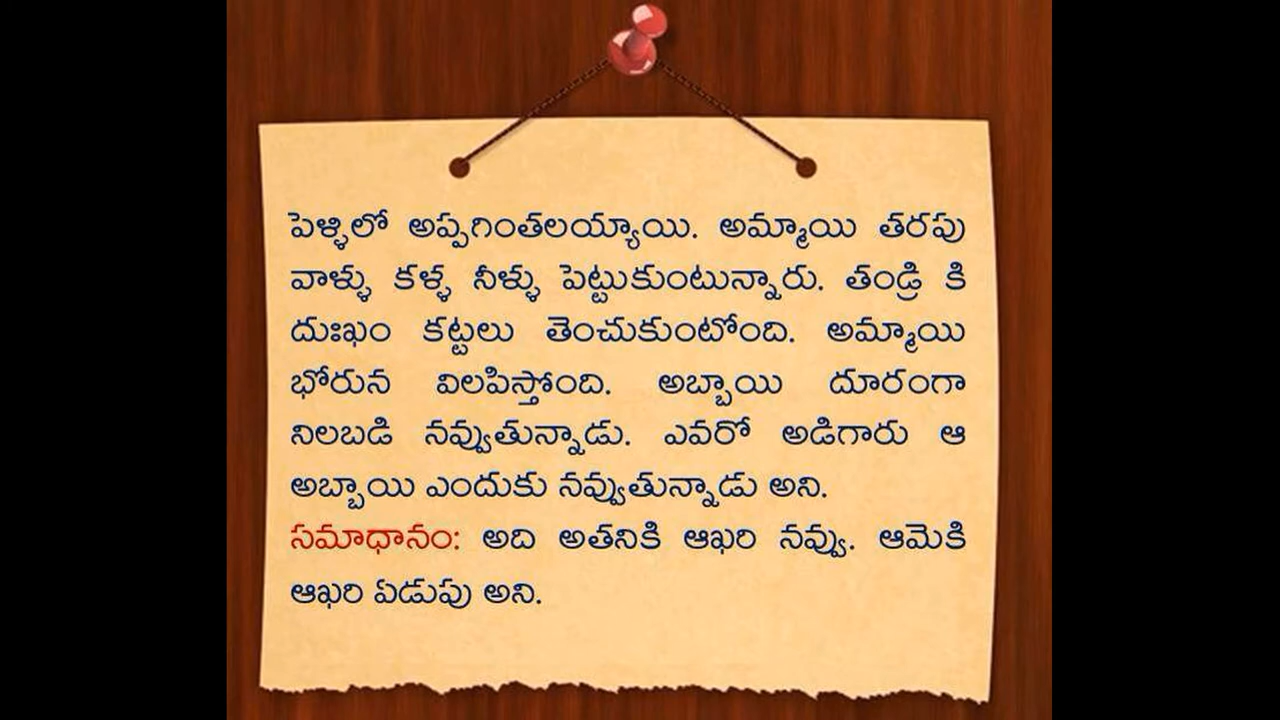 పెళ్ళిలో అప్పగింతలయ్యాయి. అమ్మాయి తరపు
వాళ్ళు కళ్ళ నీళ్ళు పెట్టుకుంటున్నారు. తండ్రి కి
దుఃఖం కట్టలు తెంచుకుంటోంది. అమ్మాయి
భోరున విలపిస్తోంది. అబ్బాయి దూరంగా
నిలబడి నవ్వుతున్నాడు. ఎవరో అడిగారు ఆ
అబ్బాయి ఎందుకు నవ్వుతున్నాడు అని.
సమాధానం: అది అతనికి ఆఖరి నవ్వు. ఆమెకి
ఆఖరి ఏడుపు అని.